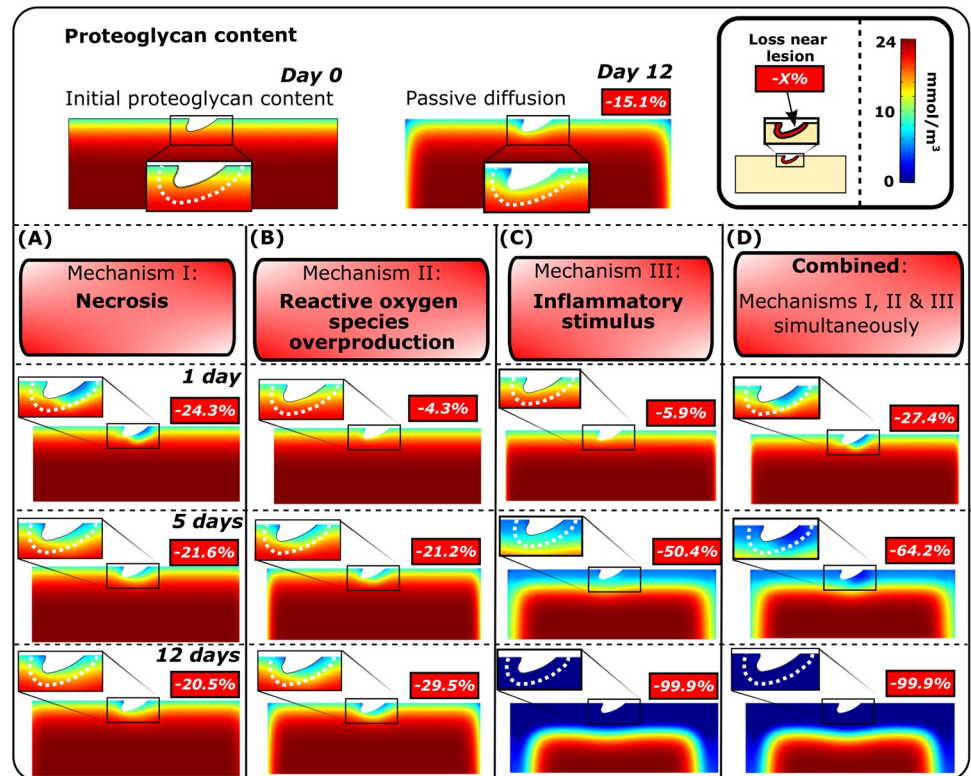 Proteoglycan content
Day 0
Initial proteoglycan content
Day 12
Passive diffusion
-15.1%
Loss near
lesion
-X%
24
10
0
mmol/m³
(A)
Mechanism I:
Necrosis
(B)
Mechanism II:
Reactive oxygen
species
overproduction
(C)
Mechanism III:
Inflammatory
stimulus
(D)
Combined:
Mechanisms I, II & III
simultaneously
1 day
-24.3%
-4.3%
-5.9%
-27.4%
5 days
-21.6%
-21.2%
-50.4%
-64.2%
12 days
-20.5%
-29.5%
-99.9%
-99.9%